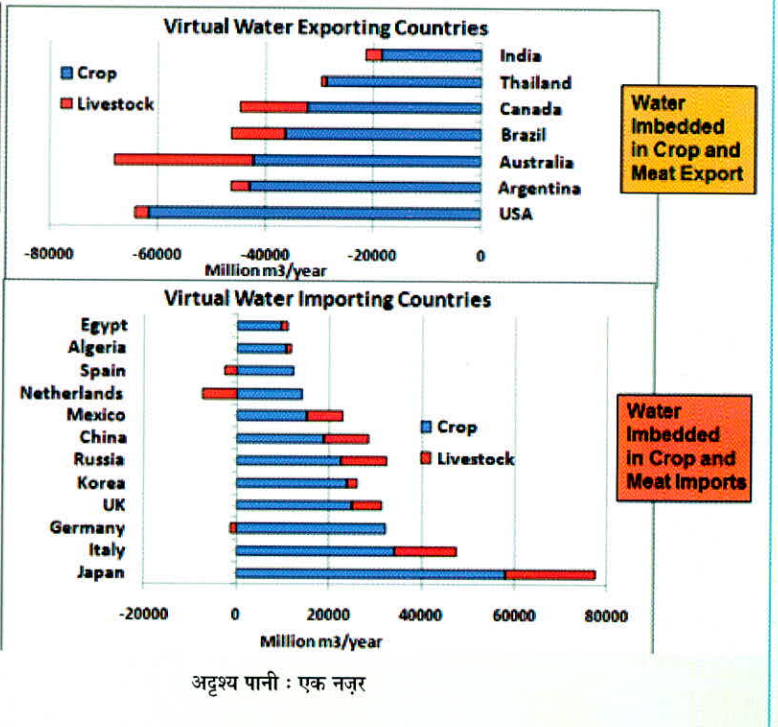 Virtual Water Exporting Countries
Crop
Livestock
India
Thailand
Canada
Brazil
Australia
Argentina
USA
-80000 -60000 -40000 -20000 0
Million m3/year
Water
Imbedded
in Crop and
Meat Export
Virtual Water Importing Countries
Egypt
Algeria
Spain
Netherlands
Mexico
China
Russia
Korea
UK
Germany
Italy
Japan
Crop
Livestock
-20000 0 20000 40000 60000 80000
Million m3/year
Water
Imbedded
in Crop and
Meat Imports
अदृश्य पानी : एक नज़र